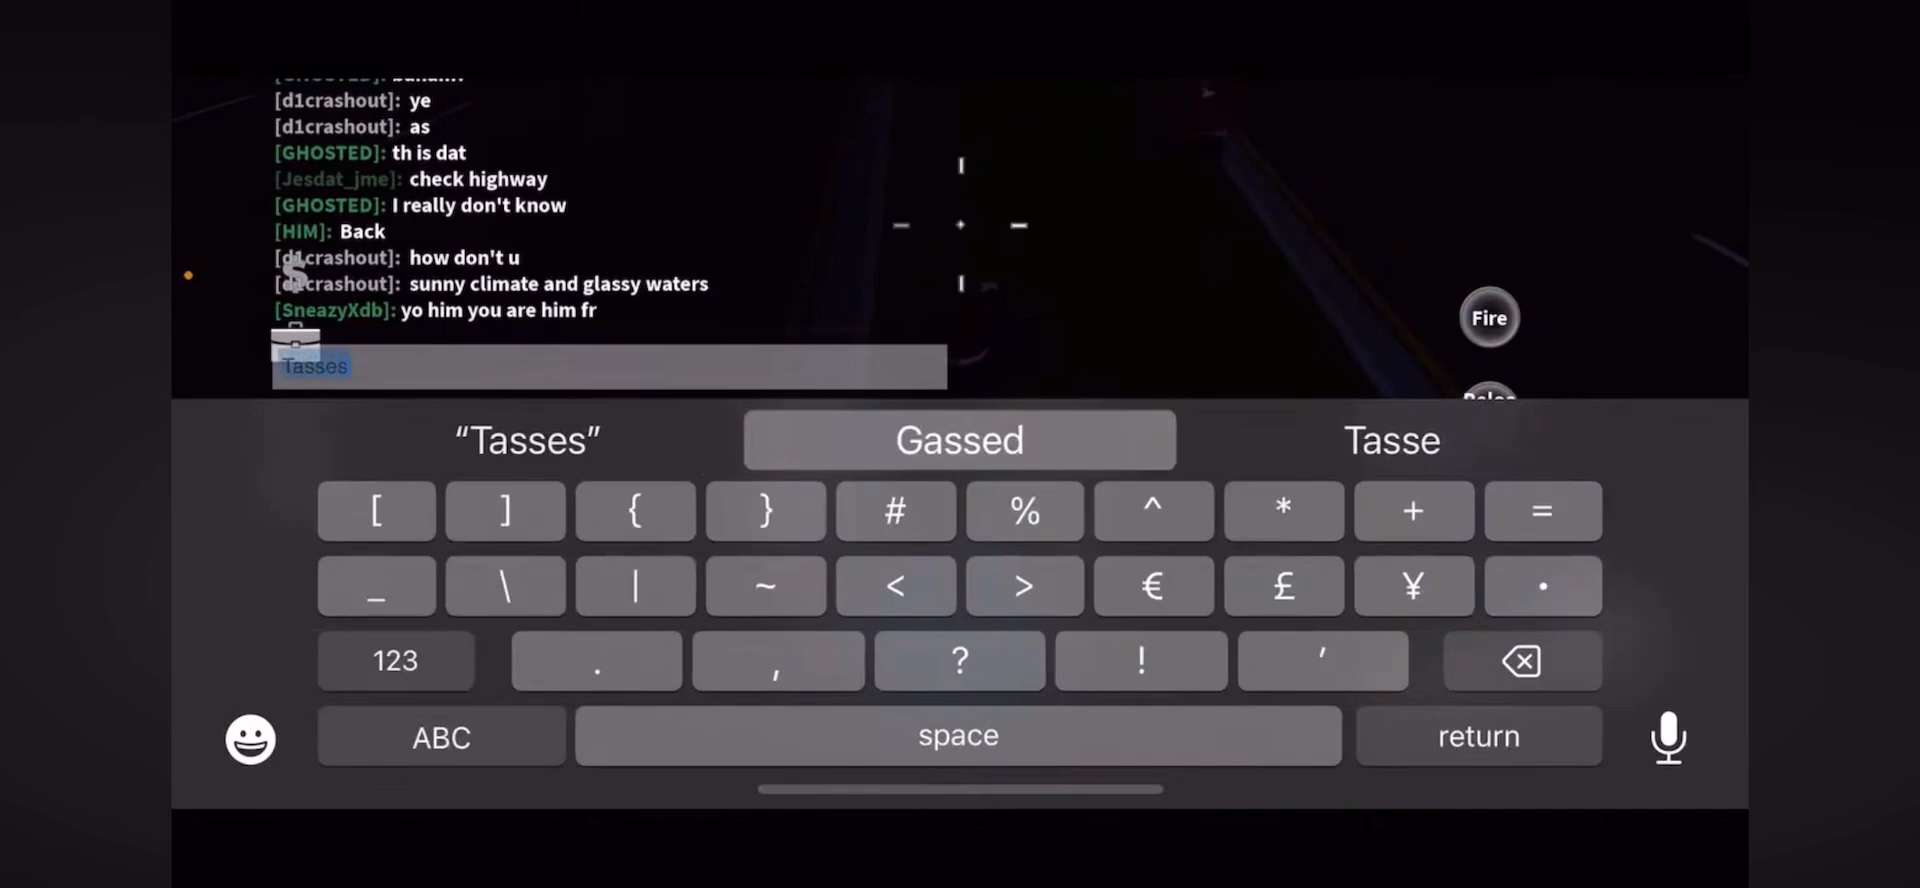 [d1crashout]: ye
[d1crashout]: as
[GHOSTED]: th is dat
[Jesdat_jme]: check highway
[GHOSTED]: I really don't know
[HIM]: Back
[d1crashout]: how don't u
[d1crashout]: sunny climate and glassy waters
[SneazyXdb]: yo him you are him fr
$
Tasses
Fire
“Tasses” Gassed Tasse
[ ] { } # % ^ * + =
_ \ | ~ < > € £ ¥ •
123 . , ? ! ′
ABC space return